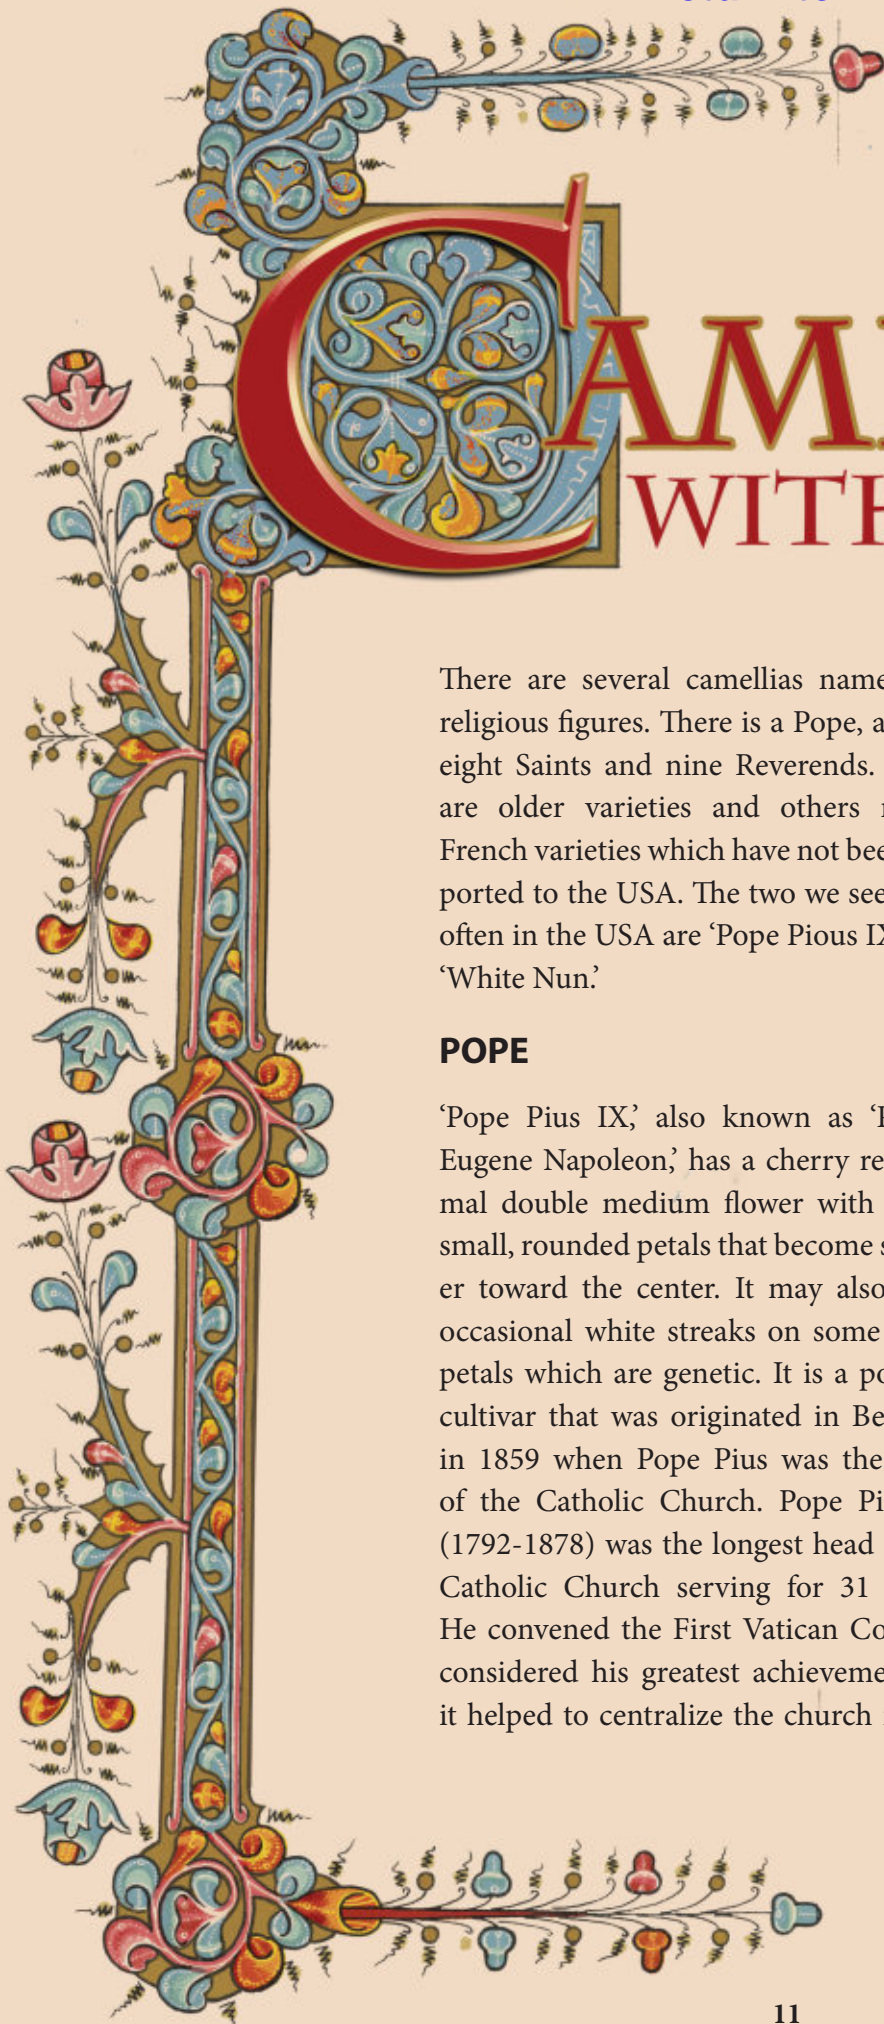 CAM
WITH
There are several camellias name
religious figures. There is a Pope, a
eight Saints and nine Reverends.
are older varieties and others
French varieties which have not bee
ported to the USA. The two we see
often in the USA are ‘Pope Pious IX
‘White Nun.’
POPE
‘Pope Pius IX,’ also known as ‘
Eugene Napoleon,’ has a cherry re
mal double medium flower with
small, rounded petals that become s
er toward the center. It may also
occasional white streaks on some
petals which are genetic. It is a po
cultivar that was originated in Be
in 1859 when Pope Pius was the
of the Catholic Church. Pope Pi
(1792-1878) was the longest head
Catholic Church serving for 31
He convened the First Vatican Co
considered his greatest achieveme
it helped to centralize the church
11